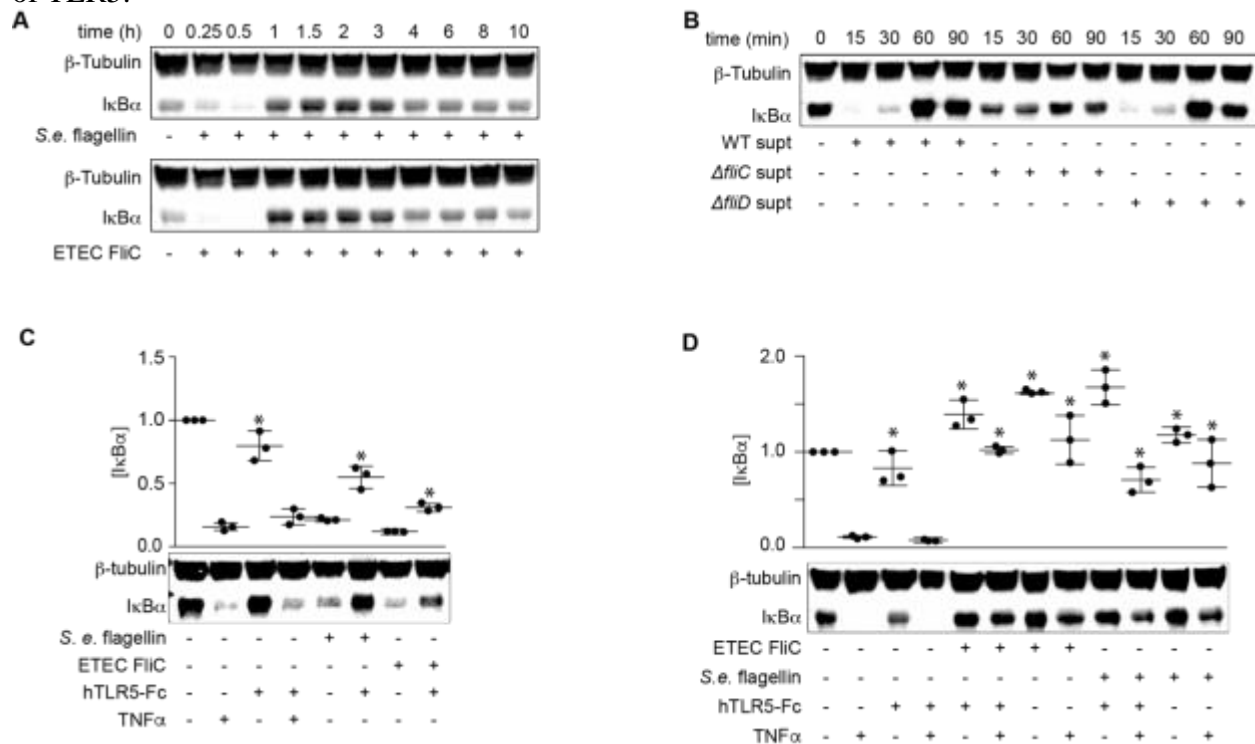 of TLR5.
A
time (h) 0 0.25 0.5 1 1.5 2 3 4 6 8 10
β-Tubulin
IκBα
S.e. flagellin - + + + + + + + + + +
β-Tubulin
IκBα
ETEC FliC - + + + + + + + + + +
B
time (min) 0 15 30 60 90 15 30 60 90 15 30 60 90
β-Tubulin
IκBα
WT supt - + + + + - - - - - - - -
ΔfliC supt - - - - - + + + + - - - -
ΔfliD supt - - - - - - - - - + + + +
C
[IκBα]
1.5
1.0
0.5
0.0
* * *
β-tubulin
IκBα
S. e. flagellin - - - - + + - -
ETEC FliC - - - - - - + +
hTLR5-Fc - - + + - + - +
TNFα - + - + - - - -
D
[IκBα]
2.0
1.0
0.0
* * * * * * * * *
β-tubulin
IκBα
ETEC FliC - - - - + + + + - - - -
S.e. flagellin - - - - - - - - + + + +
hTLR5-Fc - - + + + + - - + + - -
TNFα - + - + - + - + - + - +